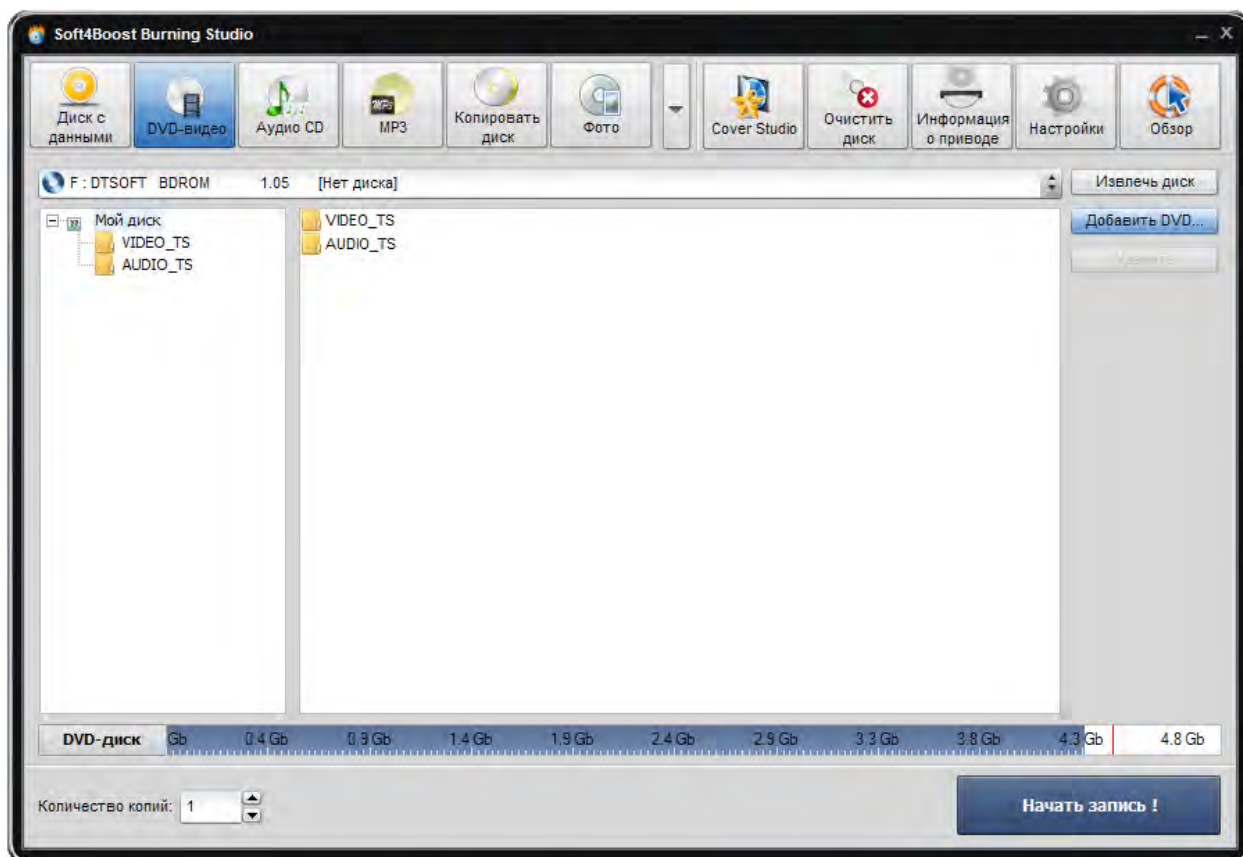 Soft4Boost Burning Studio
Диск с
данными
DVD-видео
Аудио CD
MP3
Копировать
диск
Фото
Cover Studio
Очистить
диск
Информация
о приводе
Настройки
Обзор
F : DTSOFT BDROM 1.05 [Нет диска]
Извлечь диск
Мой диск
VIDEO_TS
AUDIO_TS
VIDEO_TS
AUDIO_TS
Добавить DVD...
DVD-диск Gb 0.4 Gb 0.9 Gb 1.4 Gb 1.9 Gb 2.4 Gb 2.9 Gb 3.3 Gb 3.8 Gb 4.3 Gb 4.8 Gb
Количество копий: 1
Начать запись !